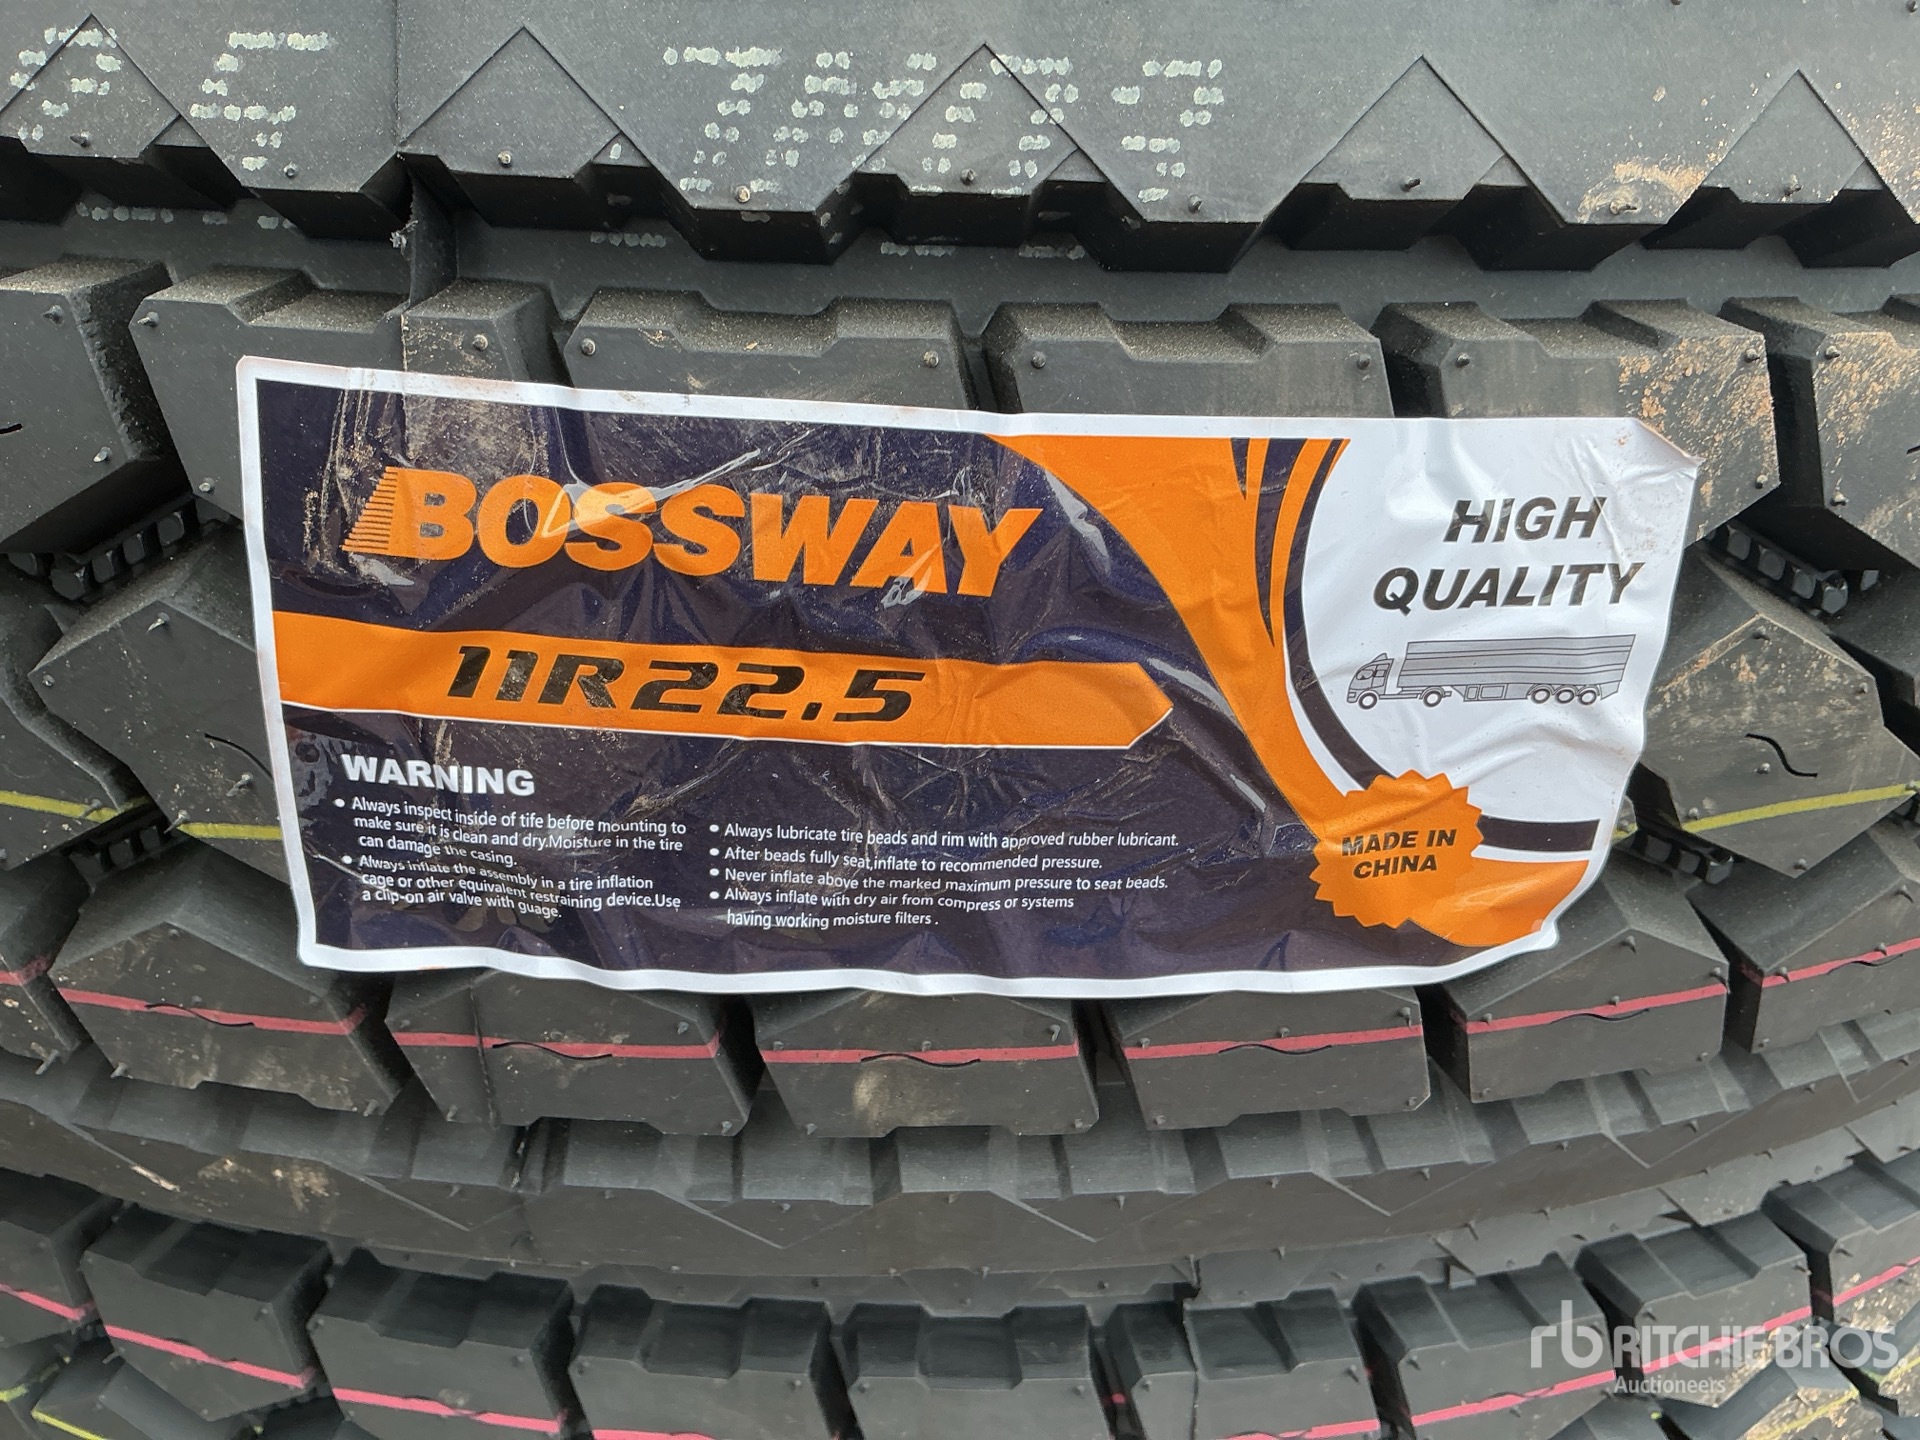 BOSSWAY
11R22.5
HIGH
QUALITY
WARNING
• Always inspect inside of tife before mounting to
make sure it is clean and dry.Moisture in the tire
can damage the casing.
• Always inflate the assembly in a tire inflation
cage or other equivalent restraining device.Use
a clip-on air valve with guage.
• Always lubricate tire beads and rim with approved rubber lubricant.
• After beads fully seat,inflate to recommended pressure.
• Never inflate above the marked maximum pressure to seat beads.
• Always inflate with dry air from compress or systems
having working moisture filters .
MADE IN
CHINA
rb RITCHIE BROS.
Auctioneers